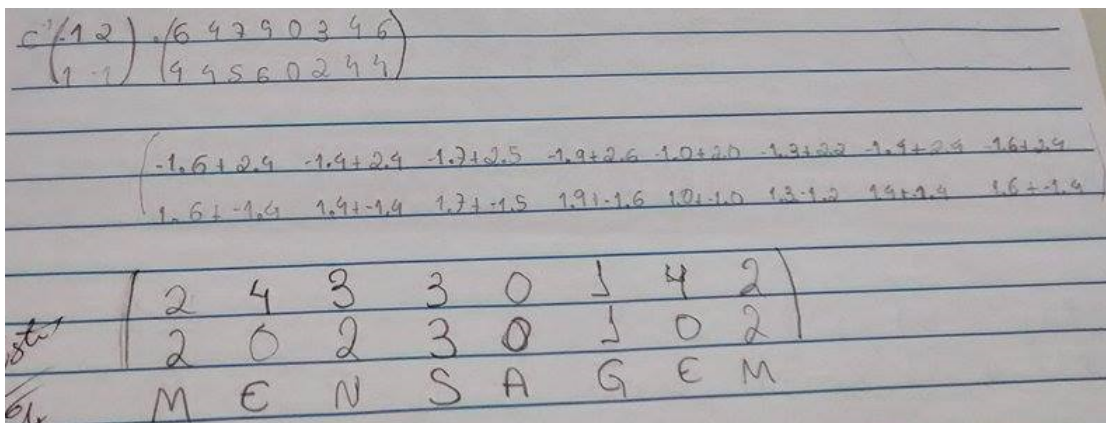 C⁻¹(-1 2) . (6 4 7 9 0 3 4 6)
(1 -1) (4 4 5 6 0 2 4 4)
(-1.6+2.4 -1.4+2.4 -1.7+2.5 -1.9+2.6 -1.0+2.0 -1.3+2.2 -1.4+2.4 -1.6+2.4
1.6+-1.4 1.4+-1.4 1.7+-1.5 1.9+-1.6 1.0+-1.0 1.3-1.2 1.4+-1.4 1.6+-1.4)
2 4 3 3 0 1 4 2
2 0 2 3 0 1 0 2
M E N S A G E M